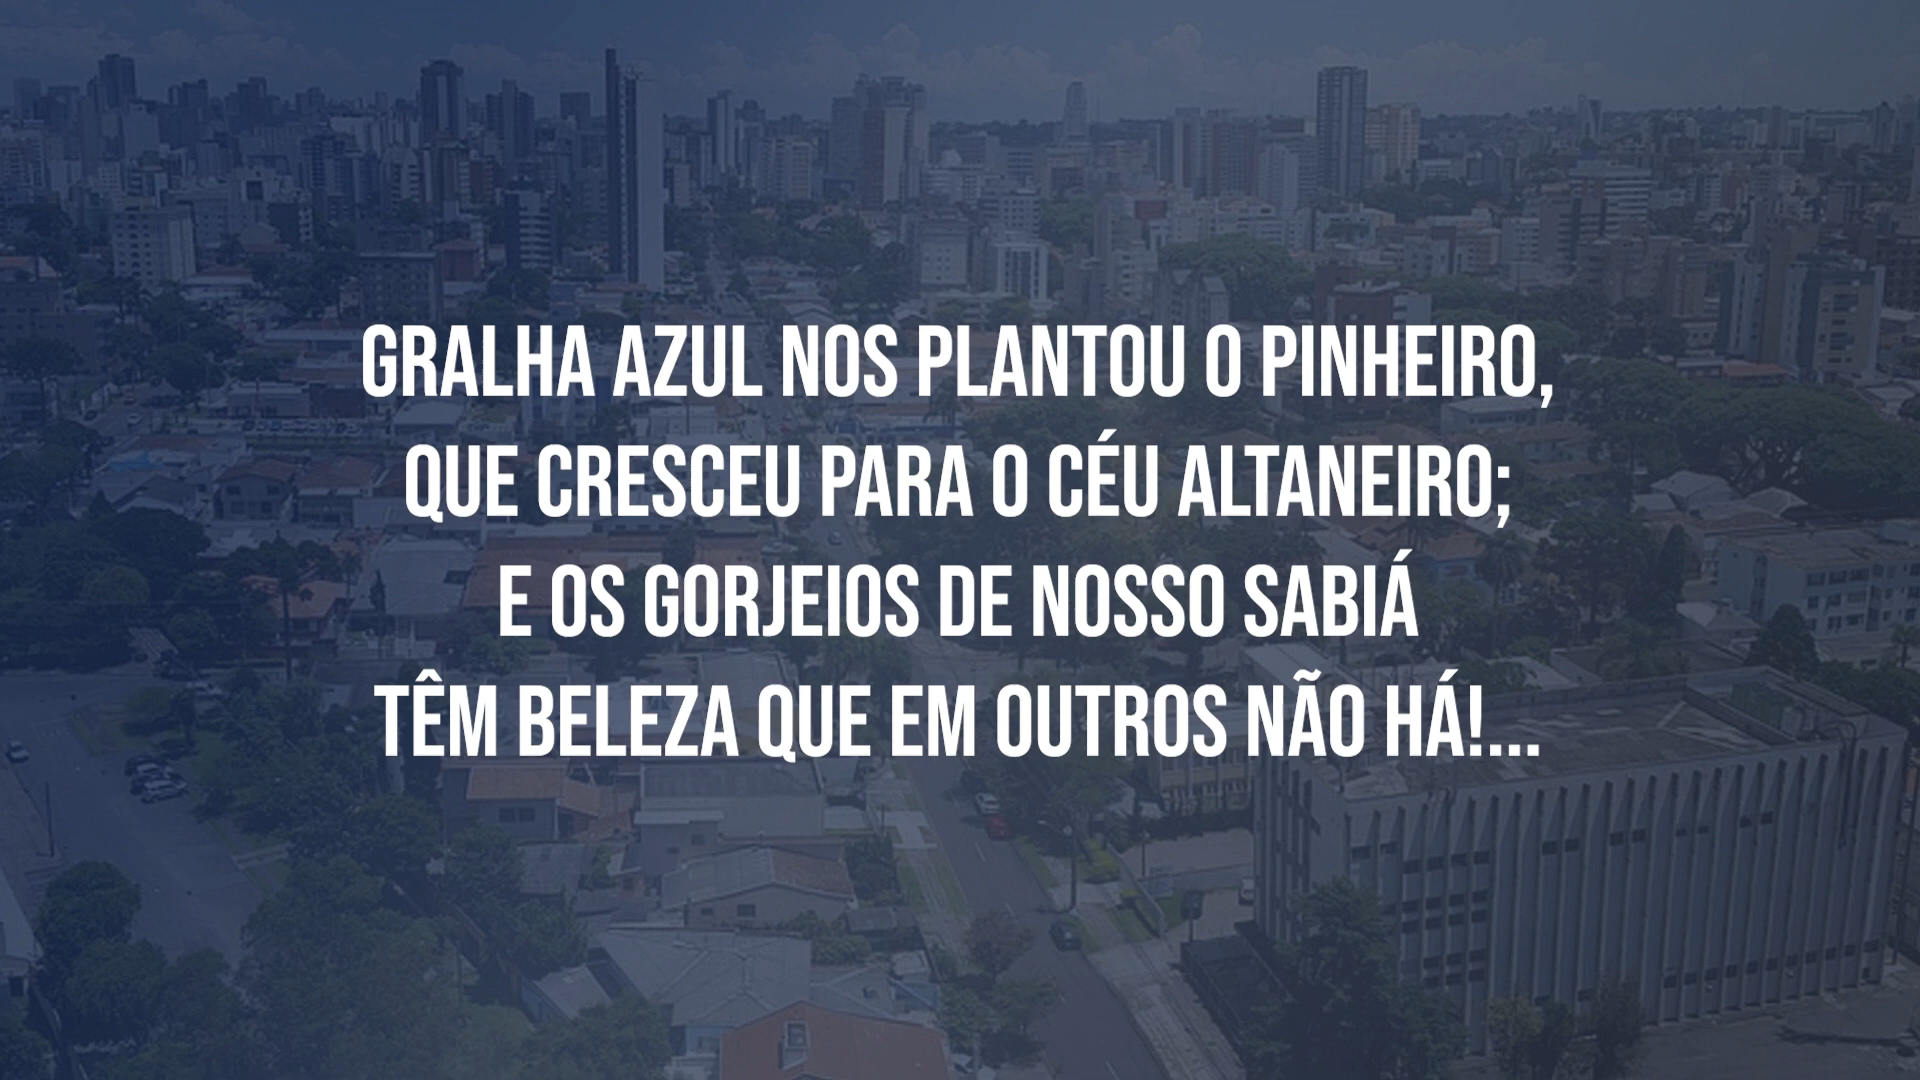 GRALHA AZUL NOS PLANTOU O PINHEIRO,
QUE CRESCEU PARA O CÉU ALTANEIRO;
E OS GORJEIOS DE NOSSO SABIÁ
TÊM BELEZA QUE EM OUTROS NÃO HÁ!...